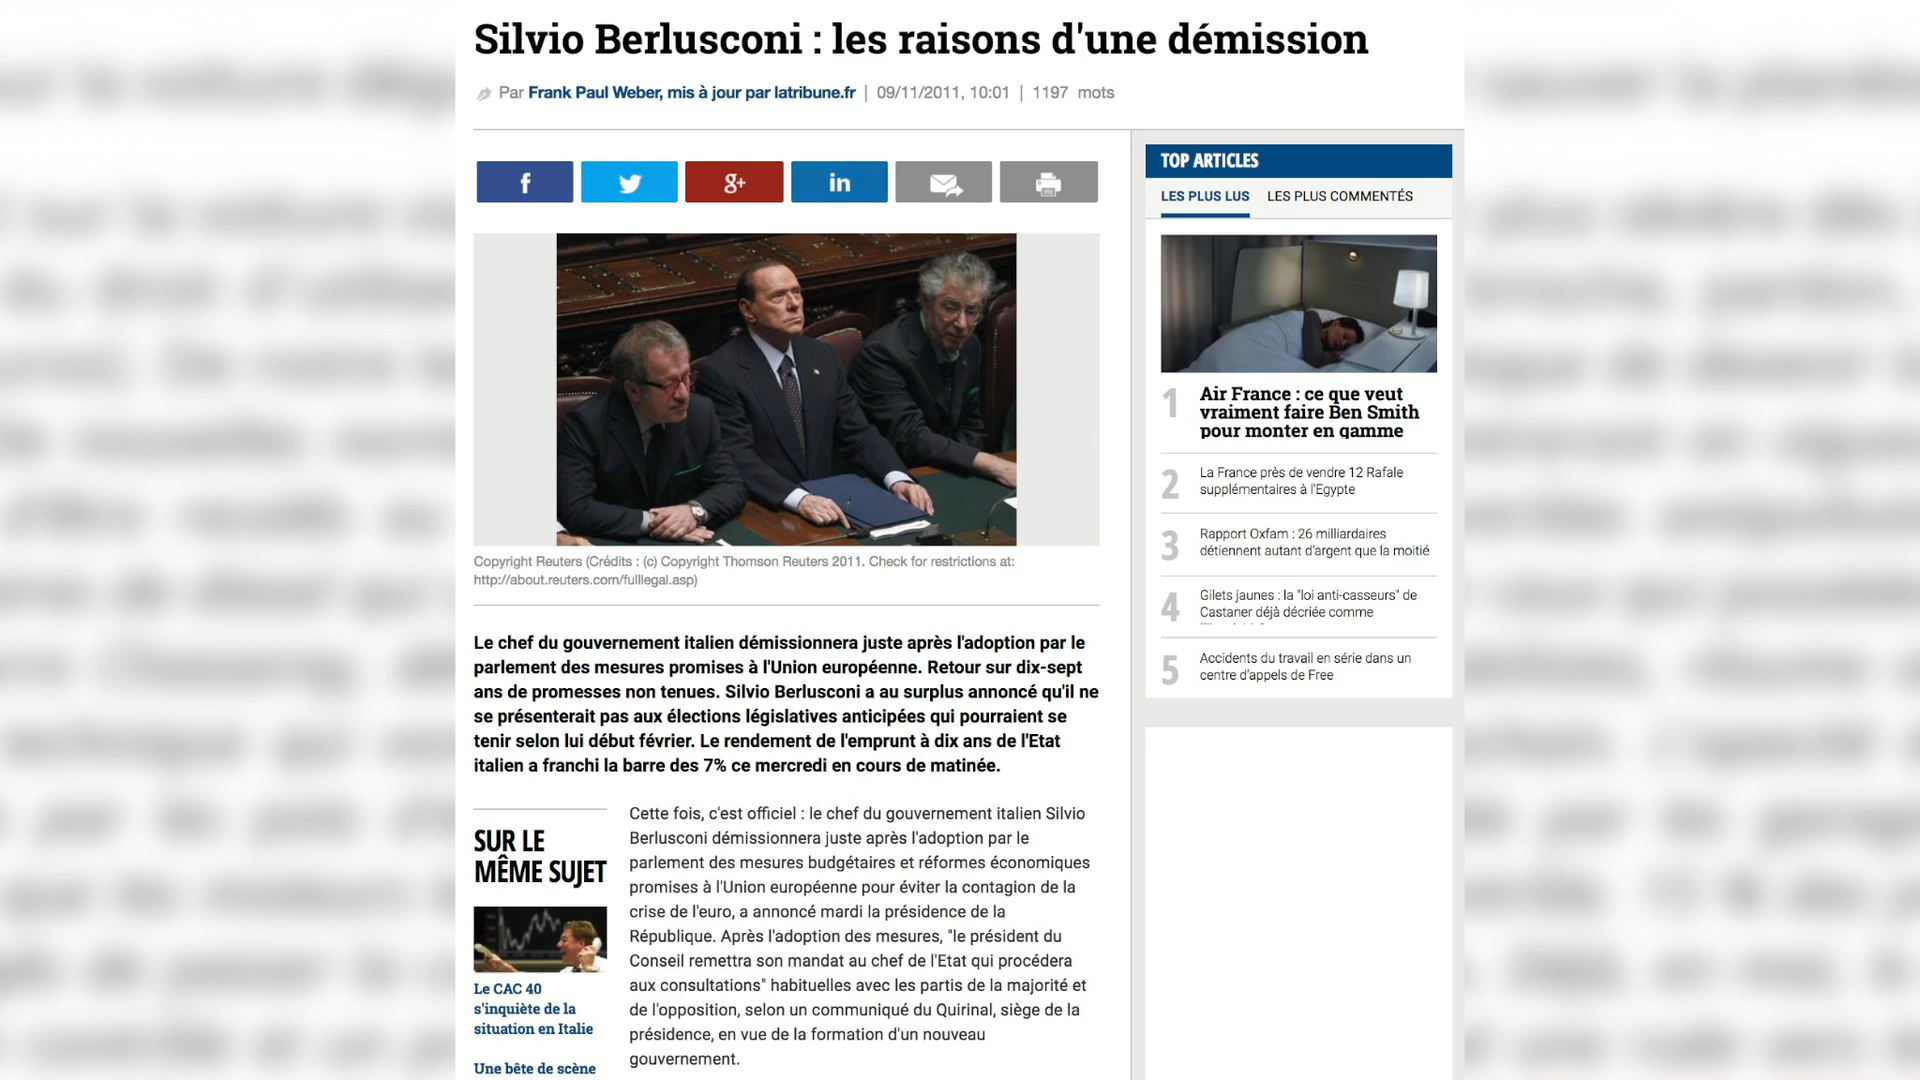 Silvio Berlusconi : les raisons d'une démission
Par Frank Paul Weber, mis à jour par latribune.fr | 09/11/2011, 10:01 | 1197 mots
f
g+
in
Copyright Reuters (Crédits : (c) Copyright Thomson Reuters 2011. Check for restrictions at:
http://about.reuters.com/fulllegal.asp)
Le chef du gouvernement italien démissionnera juste après l'adoption par le
parlement des mesures promises à l'Union européenne. Retour sur dix-sept
ans de promesses non tenues. Silvio Berlusconi a au surplus annoncé qu'il ne
se présenterait pas aux élections législatives anticipées qui pourraient se
tenir selon lui début février. Le rendement de l'emprunt à dix ans de l'Etat
italien a franchi la barre des 7% ce mercredi en cours de matinée.
SUR LE
MÊME SUJET
Le CAC 40
s'inquiète de la
situation en Italie
Une bête de scène
Cette fois, c'est officiel : le chef du gouvernement italien Silvio
Berlusconi démissionnera juste après l'adoption par le
parlement des mesures budgétaires et réformes économiques
promises à l'Union européenne pour éviter la contagion de la
crise de l'euro, a annoncé mardi la présidence de la
République. Après l'adoption des mesures, "le président du
Conseil remettra son mandat au chef de l'Etat qui procédera
aux consultations" habituelles avec les partis de la majorité et
de l'opposition, selon un communiqué du Quirinal, siège de la
présidence, en vue de la formation d'un nouveau
gouvernement.
TOP ARTICLES
LES PLUS LUS LES PLUS COMMENTÉS
1 Air France : ce que veut
vraiment faire Ben Smith
pour monter en gamme
2 La France près de vendre 12 Rafale
supplémentaires à l'Egypte
3 Rapport Oxfam : 26 milliardaires
détiennent autant d'argent que la moitié
4 Gilets jaunes : la "loi anti-casseurs" de
Castaner déjà décriée comme
5 Accidents du travail en série dans un
centre d'appels de Free